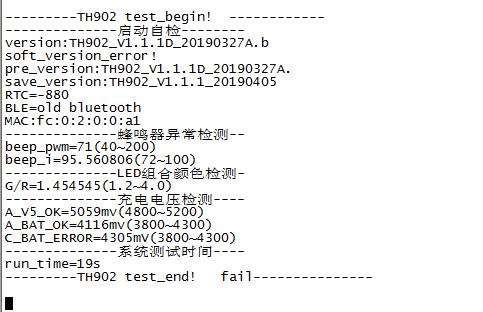 ---------TH902 test_begin!  ------------
--------------启动自检--------
version:TH902_V1.1.1D_20190327A.b
soft_version_error!
pre_version:TH902_V1.1.1D_20190327A.
save_version:TH902_V1.1.1_20190405
RTC=-880
BLE=old bluetooth
MAC:fc:0:2:0:0:a1
--------------蜂鸣器异常检测--
beep_pwm=71(40~200)
beep_i=95.560806(72~100)
--------------LED组合颜色检测-
G/R=1.454545(1.2~4.0)
--------------充电电压检测----
A_V5_OK=5059mv(4800~5200)
A_BAT_OK=4116mv(3800~4300)
C_BAT_ERROR=4305mV(3800~4300)
--------------系统测试时间----
run_time=19s
---------TH902 test_end!   fail---------------